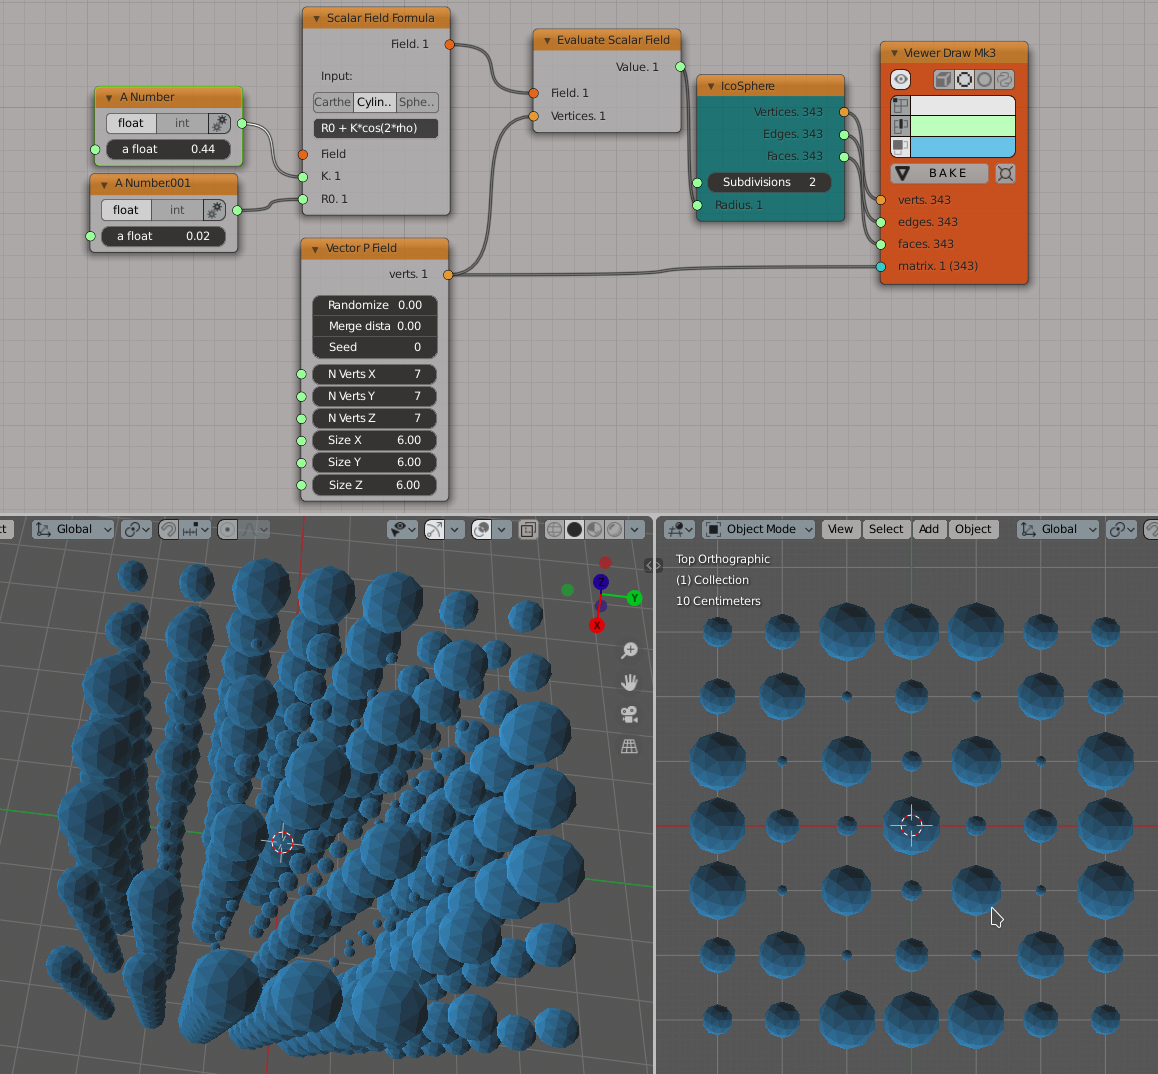 Scalar Field Formula
Field. 1
Input:
Carthe Cylin.. Sphe..
R0 + K*cos(2*rho)
Field
K. 1
R0. 1
A Number
float int
a float 0.44
A Number.001
float int
a float 0.02
Vector P Field
verts. 1
Randomize 0.00
Merge dista 0.00
Seed 0
N Verts X 7
N Verts Y 7
N Verts Z 7
Size X 6.00
Size Y 6.00
Size Z 6.00
Evaluate Scalar Field
Value. 1
Field. 1
Vertices. 1
IcoSphere
Vertices. 343
Edges. 343
Faces. 343
Subdivisions 2
Radius. 1
Viewer Draw Mk3
BAKE
verts. 343
edges. 343
faces. 343
matrix. 1 (343)
ct Global
Z
Y
X
Object Mode View Select Add Object Global
Top Orthographic
(1) Collection
10 Centimeters